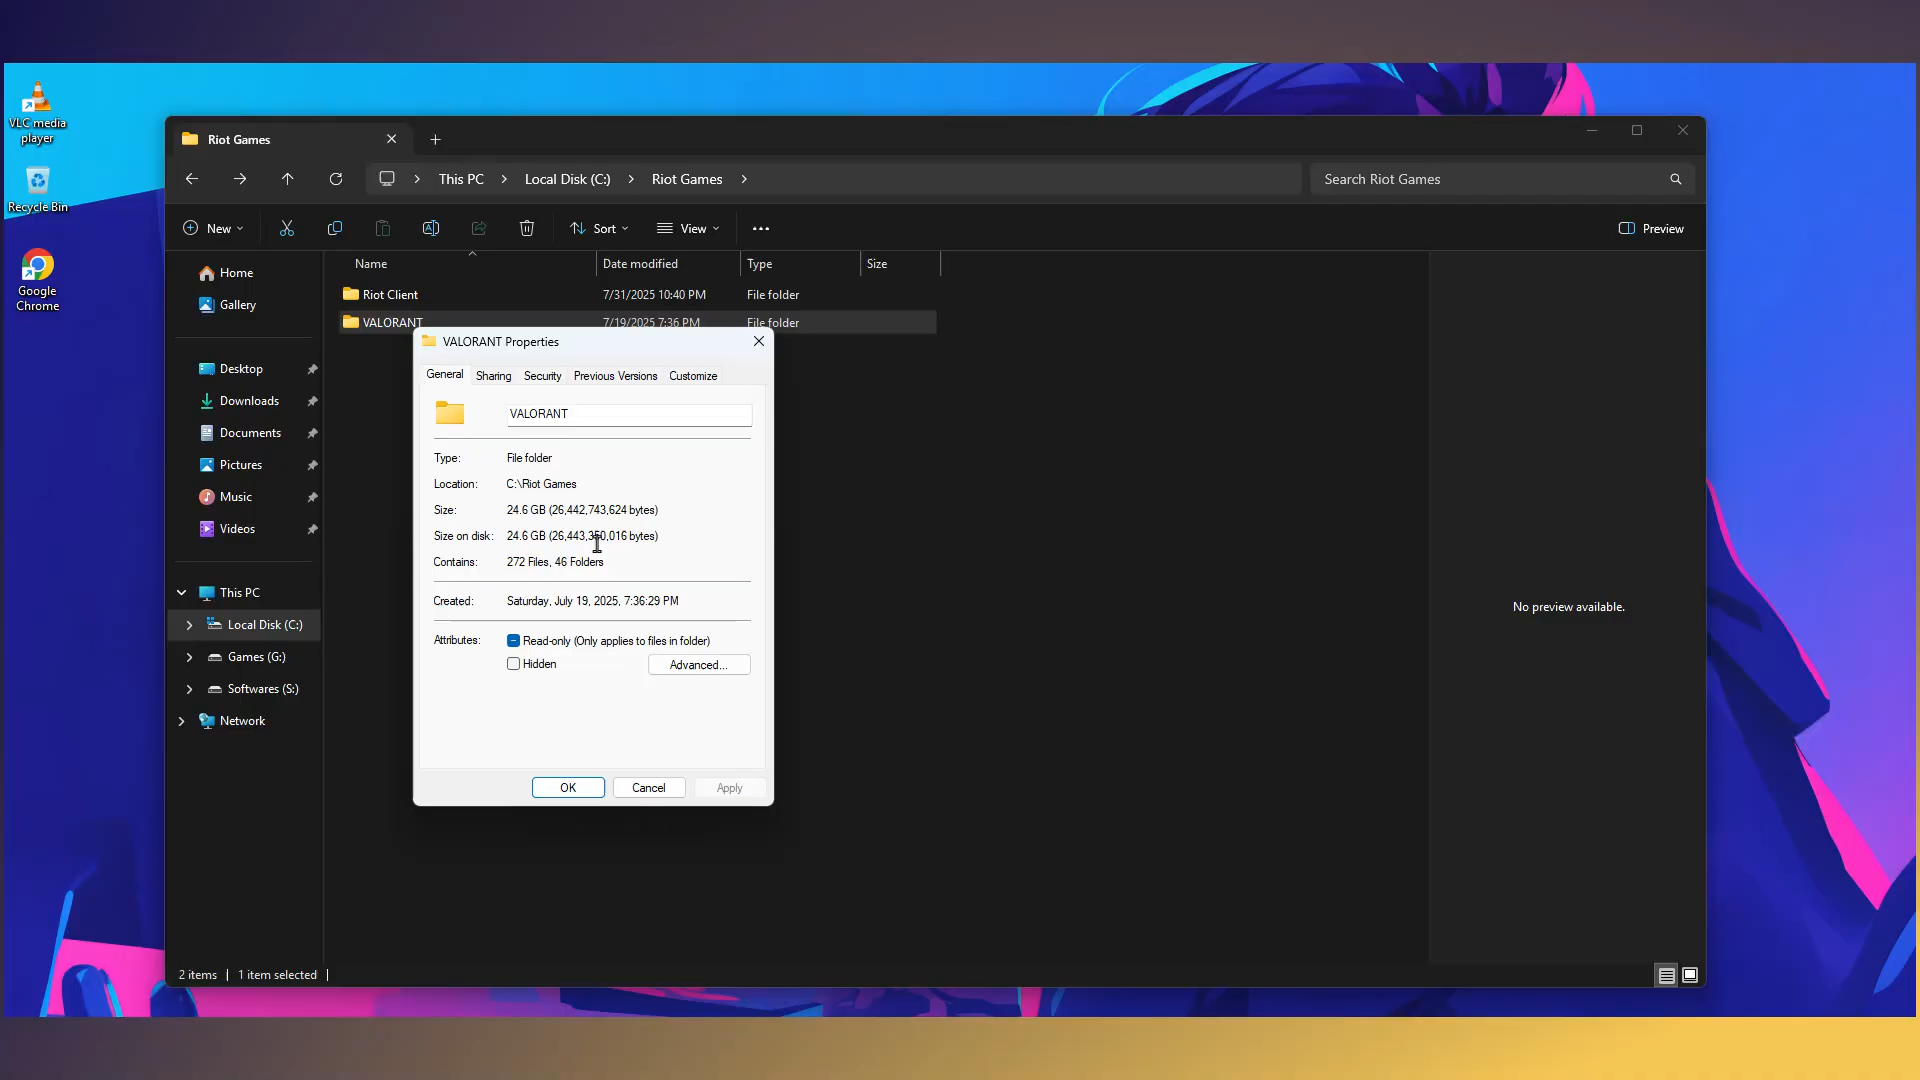 VLC media
player
Recycle Bin
Google
Chrome
Riot Games
This PC
Local Disk (C:)
Riot Games
Search Riot Games
New
Sort
View
Preview
Home
Gallery
Desktop
Downloads
Documents
Pictures
Music
Videos
This PC
Local Disk (C:)
Games (G:)
Softwares (S:)
Network
Name Date modified Type Size
Riot Client 7/31/2025 10:40 PM File folder
VALORANT 7/19/2025 7:36 PM File folder
VALORANT Properties
General Sharing Security Previous Versions Customize
VALORANT
Type: File folder
Location: C:\Riot Games
Size: 24.6 GB (26,442,743,624 bytes)
Size on disk: 24.6 GB bytes)
Contains: 272 Files, 46 Folders
Created: Saturday, July 19, 2025, 7:36:29 PM
Attributes: Read-only (Only applies to files in folder)
Hidden Advanced...
OK Cancel Apply
No preview available.
2 items 1 item selected